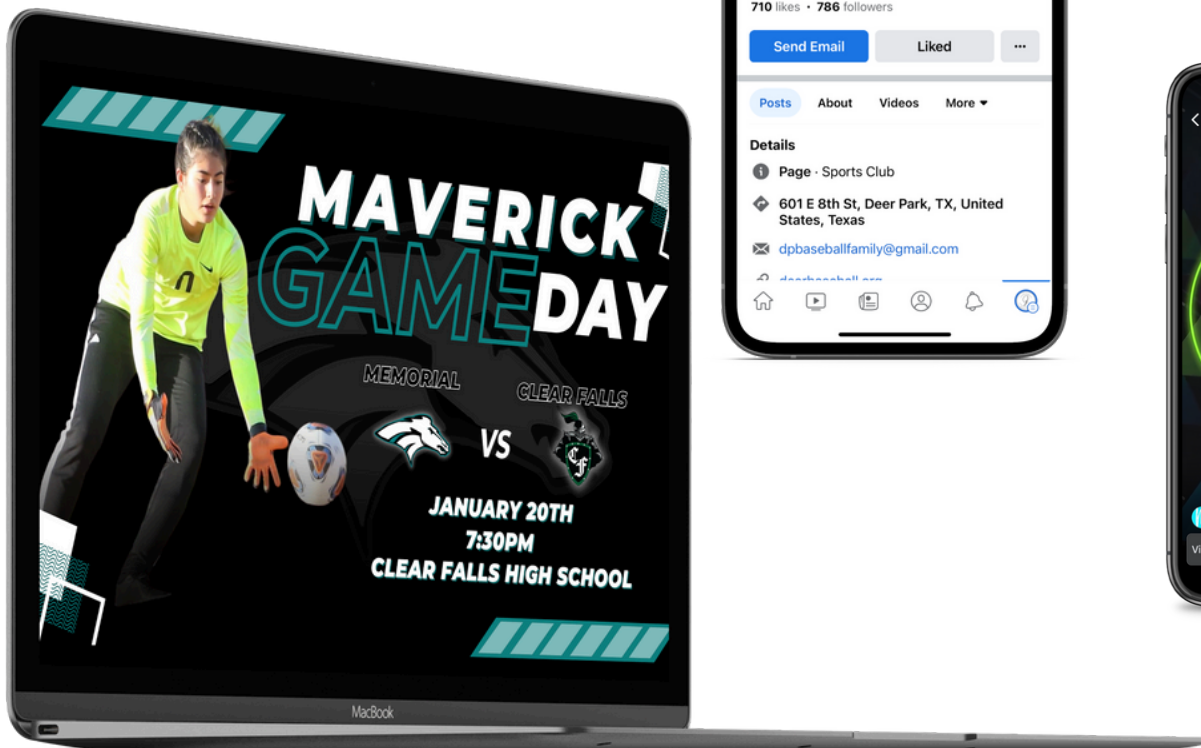 MAVERICK
GAMEDAY
MEMORIAL
CLEAR FALLS
VS
CF
JANUARY 20TH
7:30PM
CLEAR FALLS HIGH SCHOOL
MacBook
710 likes • 786 followers
Send Email
Liked
...
Posts
About
Videos
More
Details
Page · Sports Club
601 E 8th St, Deer Park, TX, United
States, Texas
dpbaseballfamily@gmail.com